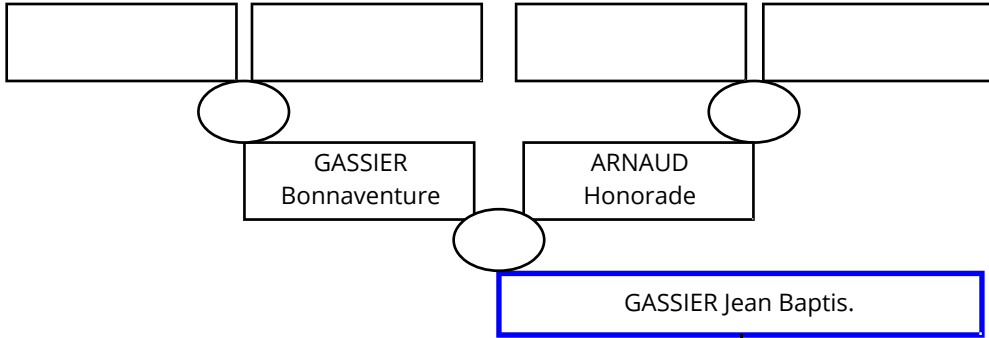 GASSIER
Bonnaventure
ARNAUD
Honorade
GASSIER Jean Baptis.